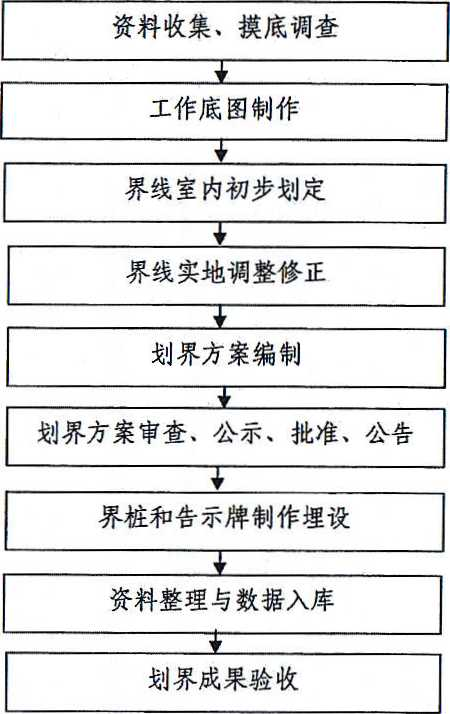 资料收集、摸底调查
工作底图制作
界线室内初步划定
界线实地调整修正
划界方案编制
划界方案审查、公示、批准、公告
界桩和告示牌制作埋设
资料整理与数据入库
划界成果验收